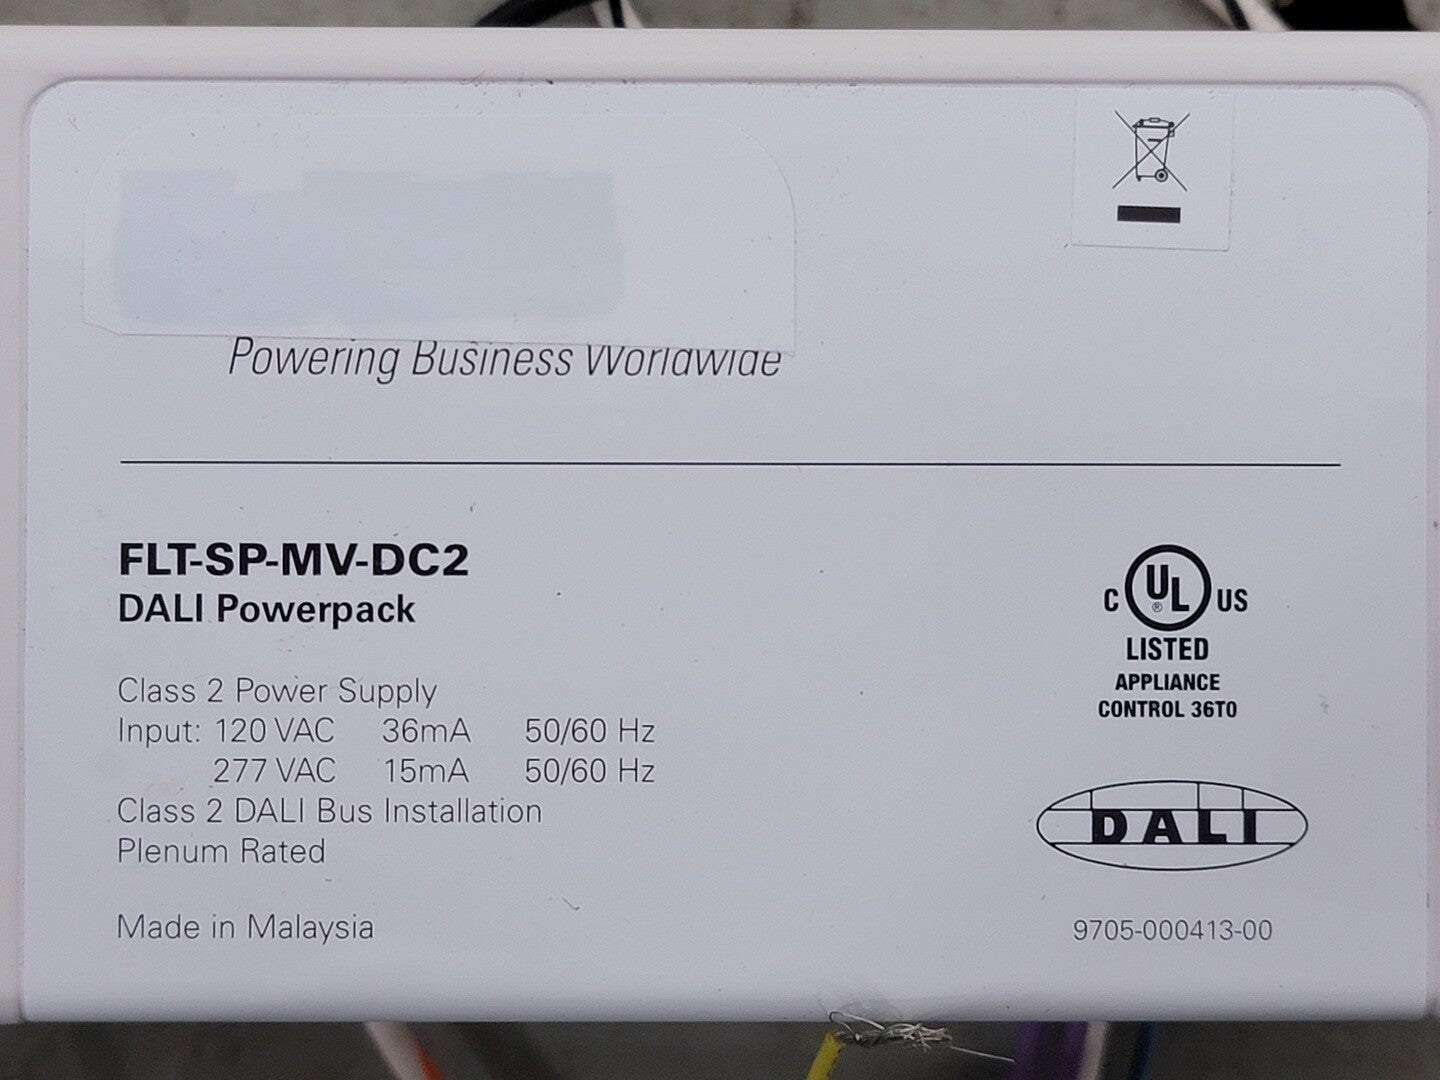 Powering Business Worldwide
FLT-SP-MV-DC2
DALI Powerpack
Class 2 Power Supply
Input: 120 VAC 36mA 50/60 Hz
277 VAC 15mA 50/60 Hz
Class 2 DALI Bus Installation
Plenum Rated
Made in Malaysia
C UL® US
LISTED
APPLIANCE
CONTROL 36T0
DALI
9705-000413-00